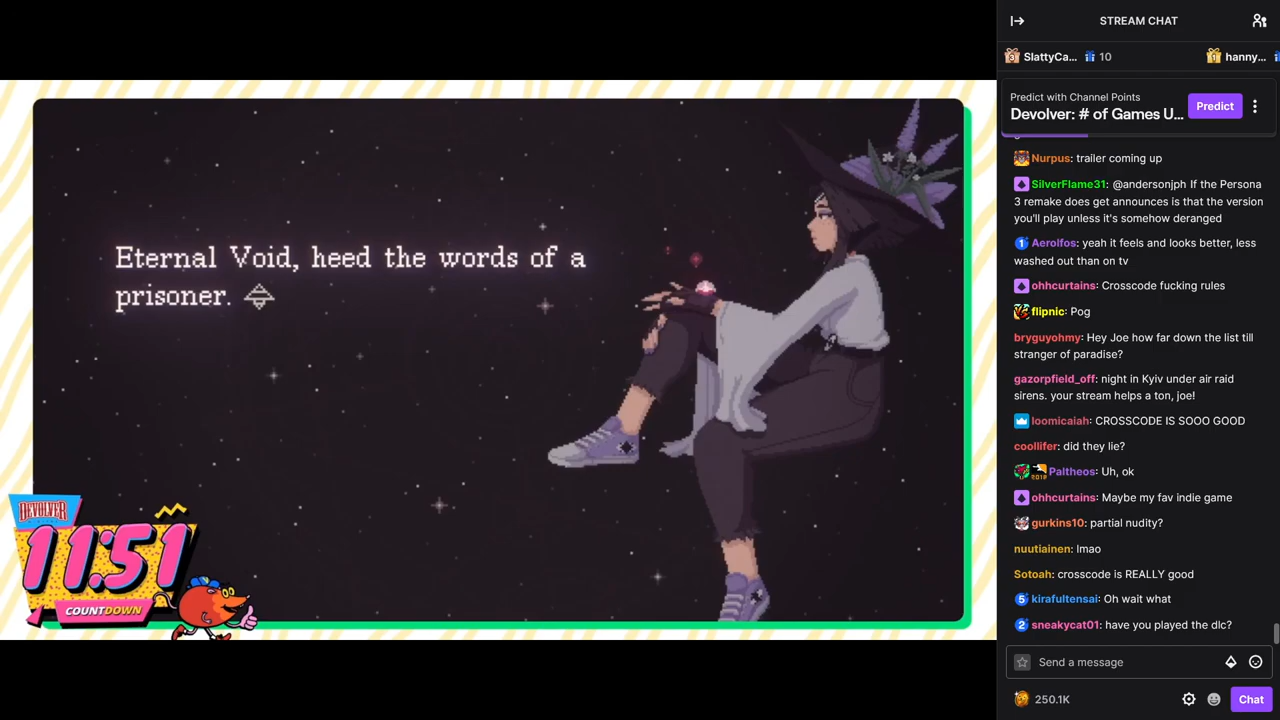 Eternal Void, heed the words of a
prisoner.
DEVOLVER
11:51
COUNTDOWN
STREAM CHAT
SlattyCa... 10
hanny...
Predict with Channel Points
Devolver: # of Games U...
Predict
Nurpus: trailer coming up
SilverFlame31: @andersonjph If the Persona
3 remake does get announces is that the version
you'll play unless it's somehow deranged
Aerolfos: yeah it feels and looks better, less
washed out than on tv
ohhcurtains: Crosscode fucking rules
flipnic: Pog
bryguyohmy: Hey Joe how far down the list till
stranger of paradise?
gazorpfield_off: night in Kyiv under air raid
sirens. your stream helps a ton, joe!
loomicaiah: CROSSCODE IS SOOO GOOD
coollifer: did they lie?
Paltheos: Uh, ok
ohhcurtains: Maybe my fav indie game
gurkins10: partial nudity?
nuutiainen: lmao
Sotoah: crosscode is REALLY good
5 kirafultensai: Oh wait what
2 sneakycat01: have you played the dlc?
Send a message
250.1K
Chat